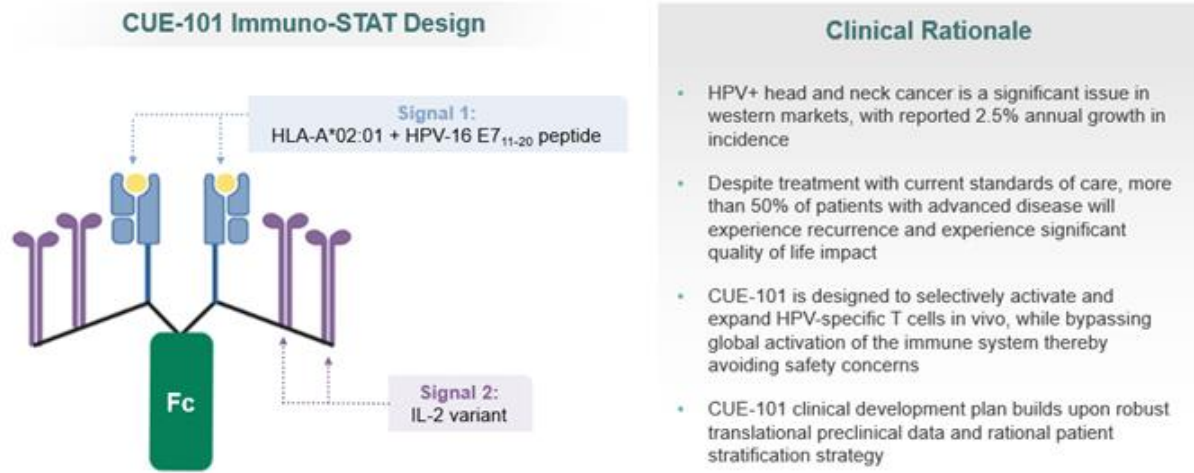 CUE-101 Immuno-STAT Design
Signal 1:
HLA-A*02:01 + HPV-16 E7₁₁₋₂₀ peptide
Fc
Signal 2:
IL-2 variant
Clinical Rationale
• HPV+ head and neck cancer is a significant issue in
western markets, with reported 2.5% annual growth in
incidence
• Despite treatment with current standards of care, more
than 50% of patients with advanced disease will
experience recurrence and experience significant
quality of life impact
• CUE-101 is designed to selectively activate and
expand HPV-specific T cells in vivo, while bypassing
global activation of the immune system thereby
avoiding safety concerns
• CUE-101 clinical development plan builds upon robust
translational preclinical data and rational patient
stratification strategy